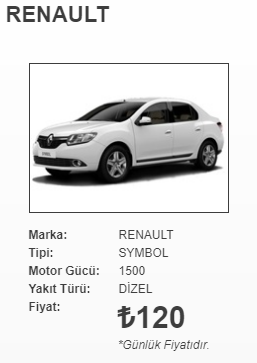 RENAULT
Marka: RENAULT
Tipi: SYMBOL
Motor Gücü: 1500
Yakıt Türü: DİZEL
Fiyat: ₺120
*Günlük Fiyatıdır.